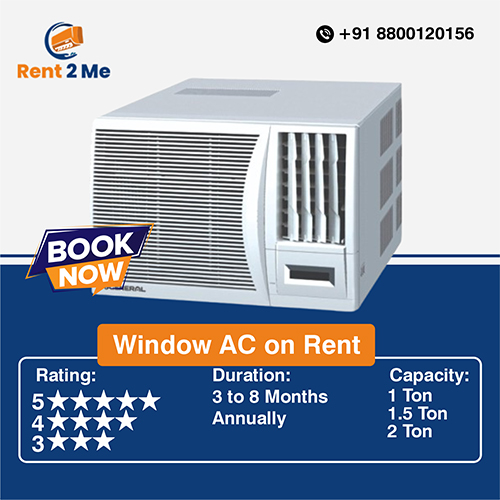 Rent 2 Me
+91 8800120156
BOOK
NOW
GENERAL
Window AC on Rent
Rating:
5★★★★★
4★★★★
3★★★
Duration:
3 to 8 Months
Annually
Capacity:
1 Ton
1.5 Ton
2 Ton